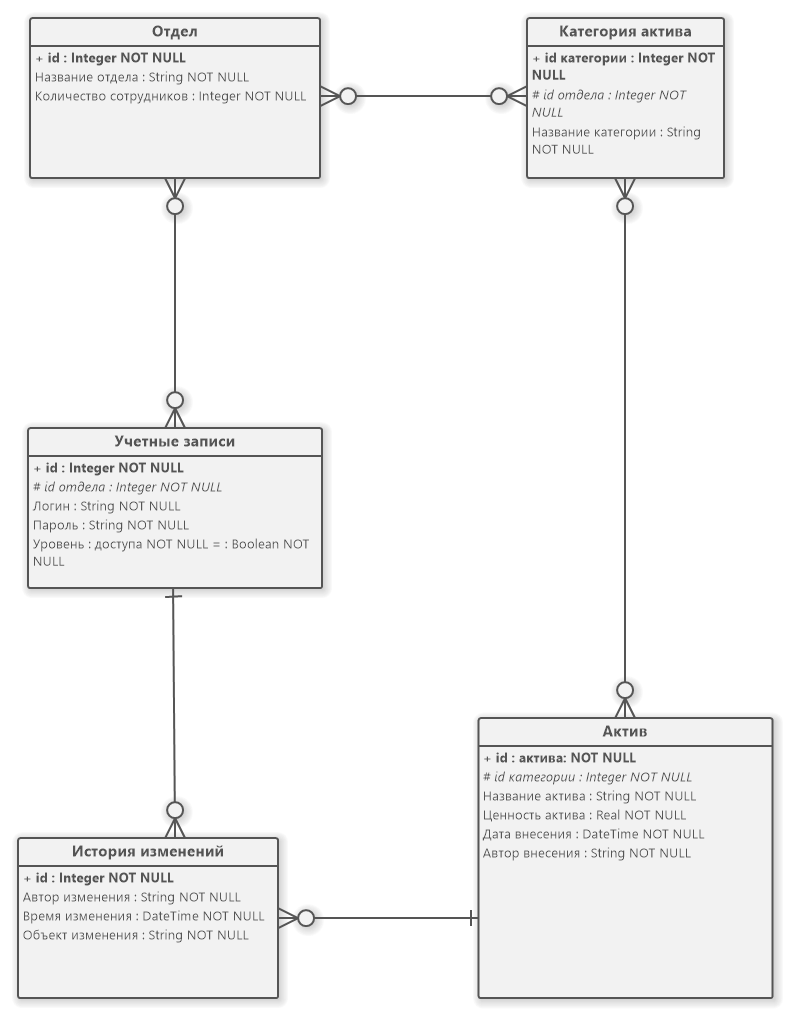 Отдел
+ id : Integer NOT NULL
Название отдела : String NOT NULL
Количество сотрудников : Integer NOT NULL
Категория актива
+ id категории : Integer NOT
NULL
# id отдела : Integer NOT
NULL
Название категории : String
NOT NULL
Учетные записи
+ id : Integer NOT NULL
# id отдела : Integer NOT NULL
Логин : String NOT NULL
Пароль : String NOT NULL
Уровень : доступа NOT NULL = : Boolean NOT
NULL
Актив
+ id : актива: NOT NULL
# id категории : Integer NOT NULL
Название актива : String NOT NULL
Ценность актива : Real NOT NULL
Дата внесения : DateTime NOT NULL
Автор внесения : String NOT NULL
История изменений
+ id : Integer NOT NULL
Автор изменения : String NOT NULL
Время изменения : DateTime NOT NULL
Объект изменения : String NOT NULL